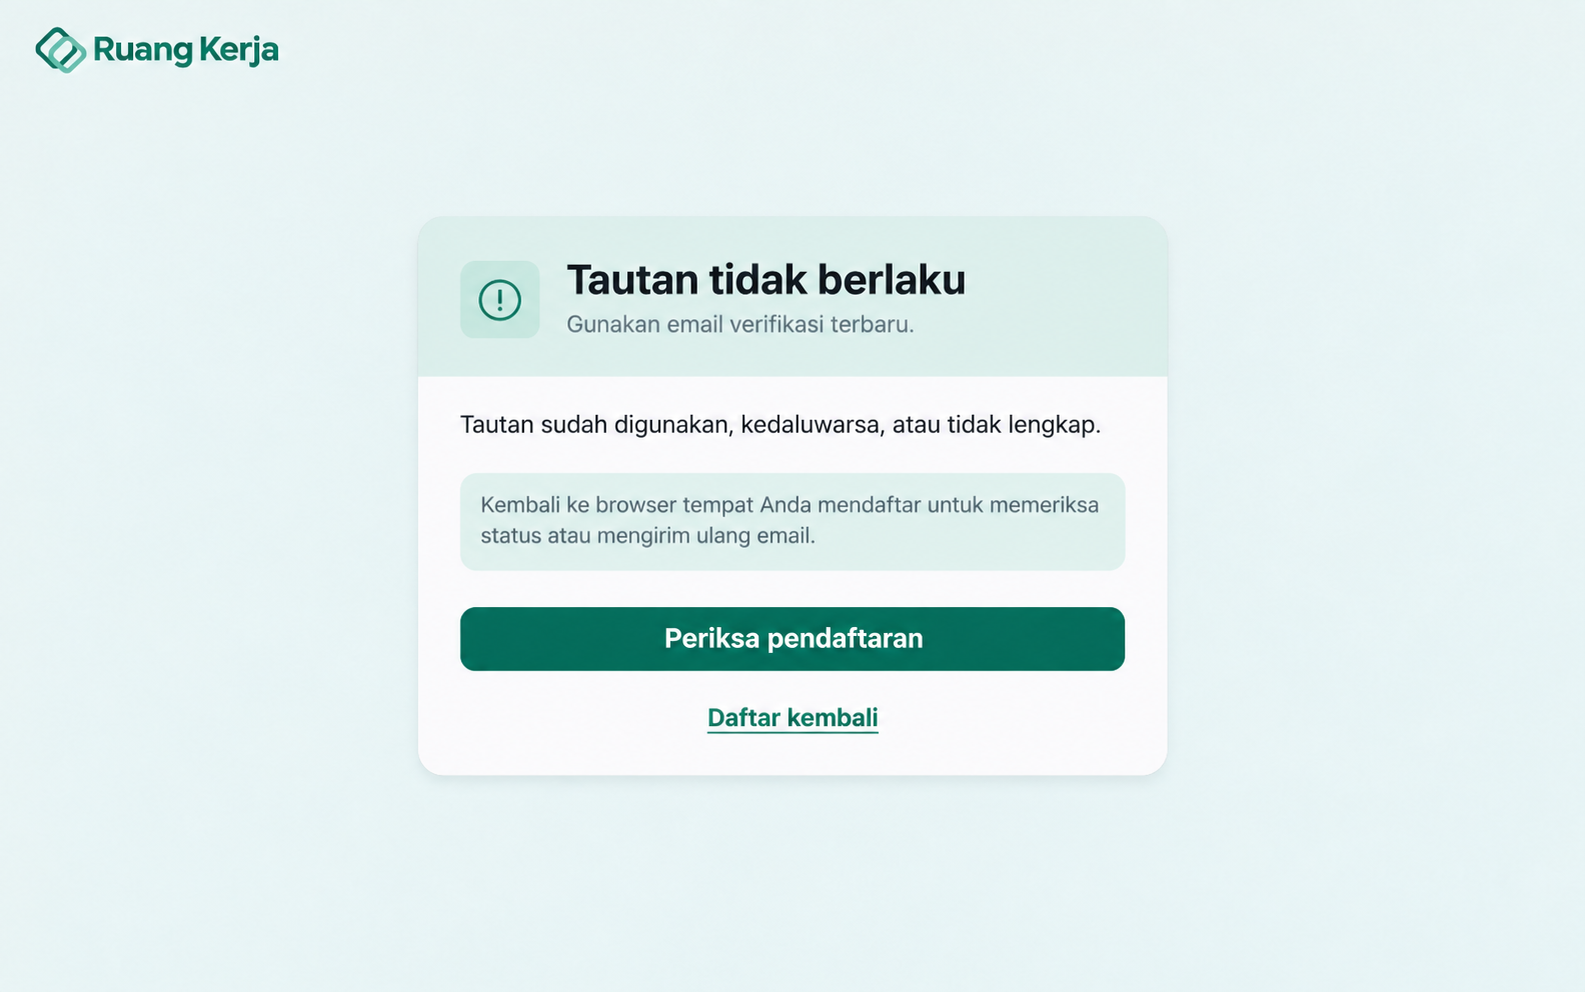 Ruang Kerja
Tautan tidak berlaku
Gunakan email verifikasi terbaru.
Tautan sudah digunakan, kedaluwarsa, atau tidak lengkap.
Kembali ke browser tempat Anda mendaftar untuk memeriksa
status atau mengirim ulang email.
Periksa pendaftaran
Daftar kembali